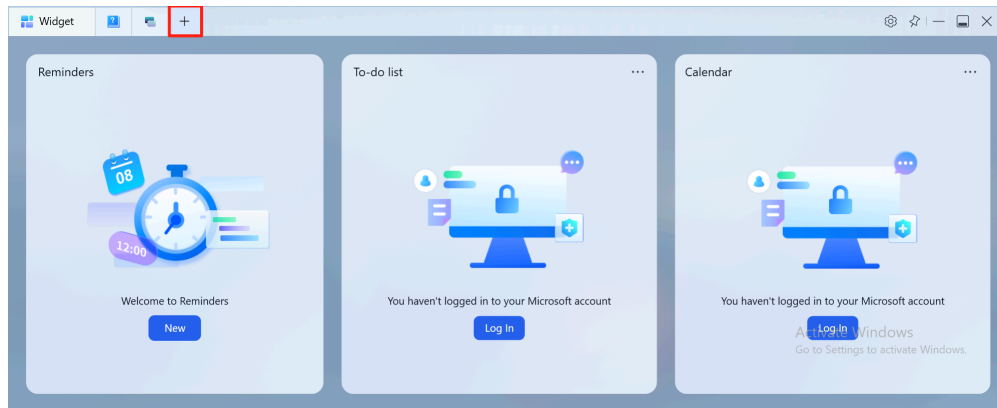 Widget
Reminders
To-do list
Calendar
08
12:00
Welcome to Reminders
New
You haven't logged in to your Microsoft account
Log In
You haven't logged in to your Microsoft account
Log In
Activate Windows
Go to Settings to activate Windows.